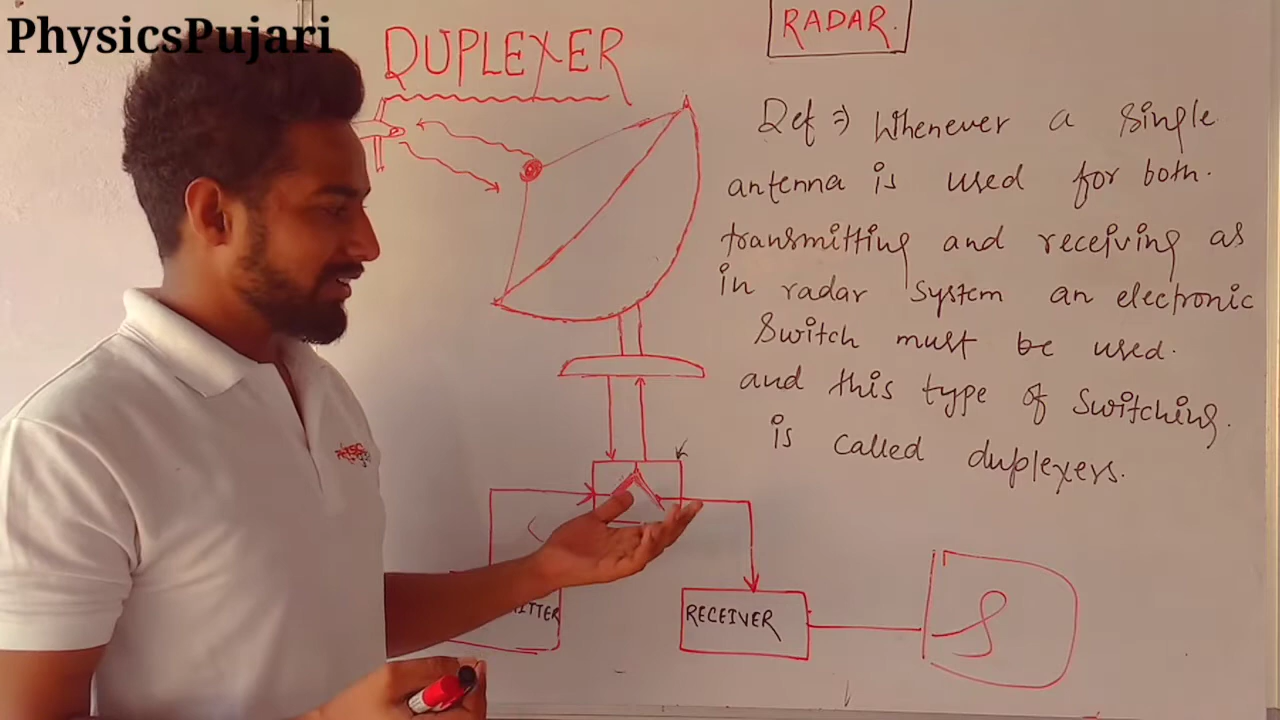 PhysicsPujari
DUPLEXER
RADAR.
Def ⇒ Whenever a single
antenna is used for both.
transmitting and receiving as
in radar system an electronic
Switch must be used.
and this type of switching.
is called duplexers.
RECEIVER